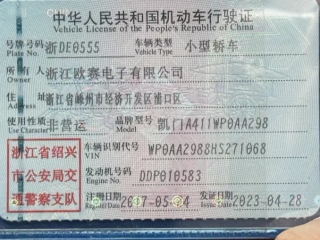 中华人民共和国机动车行驶证
Vehicle License of the People's Republic of China
号牌号码 浙DE0555 车辆类型 小型轿车
Plate No. Vehicle Type
所有人 浙江欧赛电子有限公司
Owner
住址 浙江省嵊州市经济开发区浦口区
Address
使用性质 非营运 品牌型号 凯门A411WP0AA298
Use Character Model
浙江省绍兴 车辆识别代号 WP0AA2988HS271068
VIN
市公安局交 发动机号码 DDP010583
Engine No.
通警察支队 注册日期 2017-05-24 发证日期 2023-04-28
Register Date Issue Date